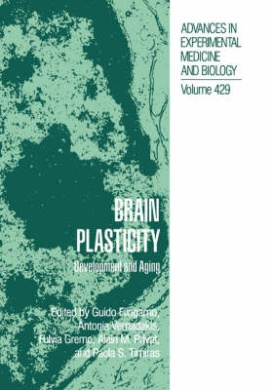 ADVANCES IN
EXPERIMENTAL
MEDICINE
AND BIOLOGY
Volume 429
BRAIN
PLASTICITY
Development and Aging
Edited by Guido Filogamo,
Antonia Vernadakis,
Fulvia Gremo, Alain M. Privat,
and Paola S. Timiras